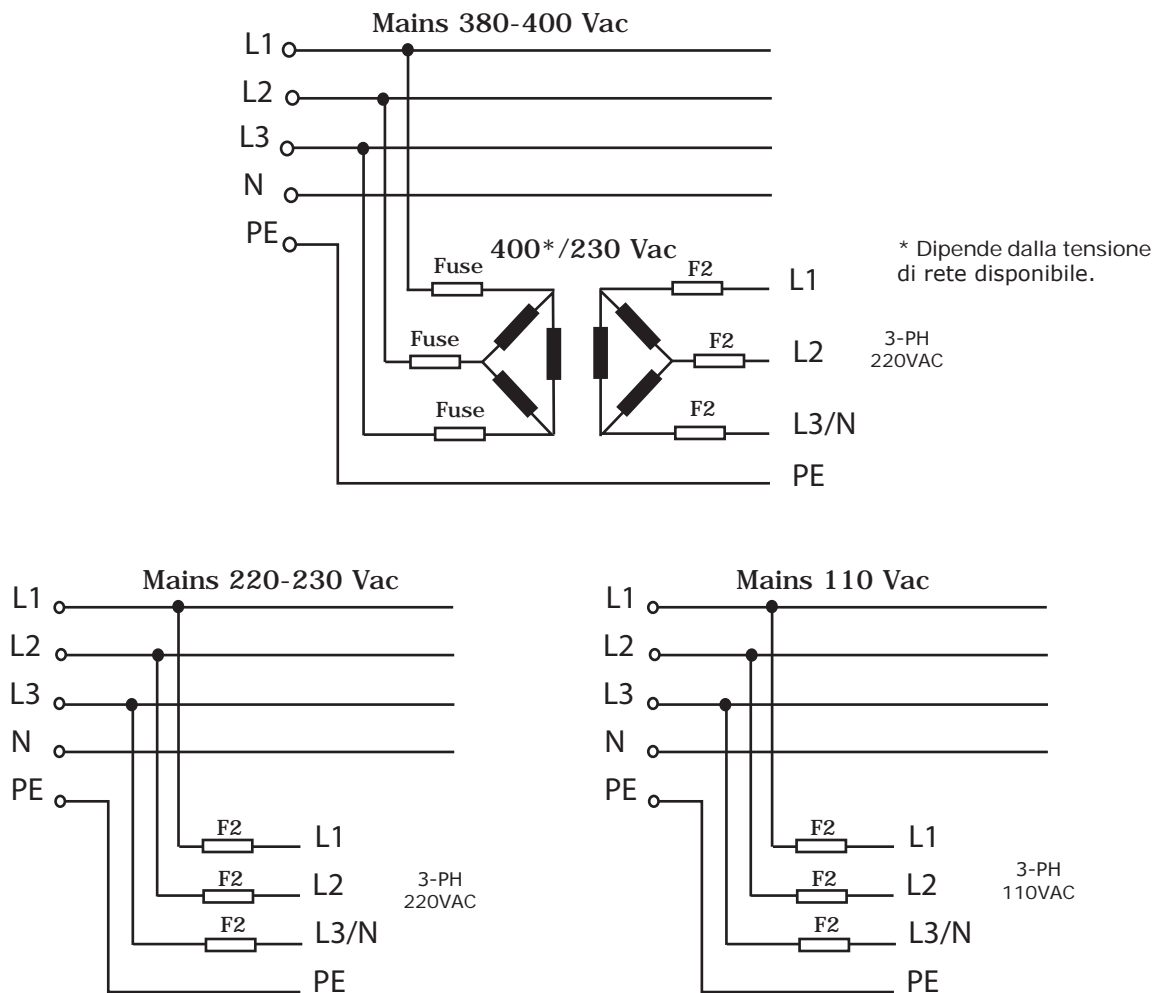 Mains 380-400 Vac
L1
L2
L3
N
PE
400*/230 Vac
* Dipende dalla tensione
di rete disponibile.
Fuse
F2
L1
Fuse
F2
L2
3-PH
220VAC
Fuse
F2
L3/N
PE
Mains 220-230 Vac
L1
L2
L3
N
PE
F2
L1
F2
L2
3-PH
220VAC
F2
L3/N
PE
Mains 110 Vac
L1
L2
L3
N
PE
F2
L1
F2
L2
3-PH
110VAC
F2
L3/N
PE